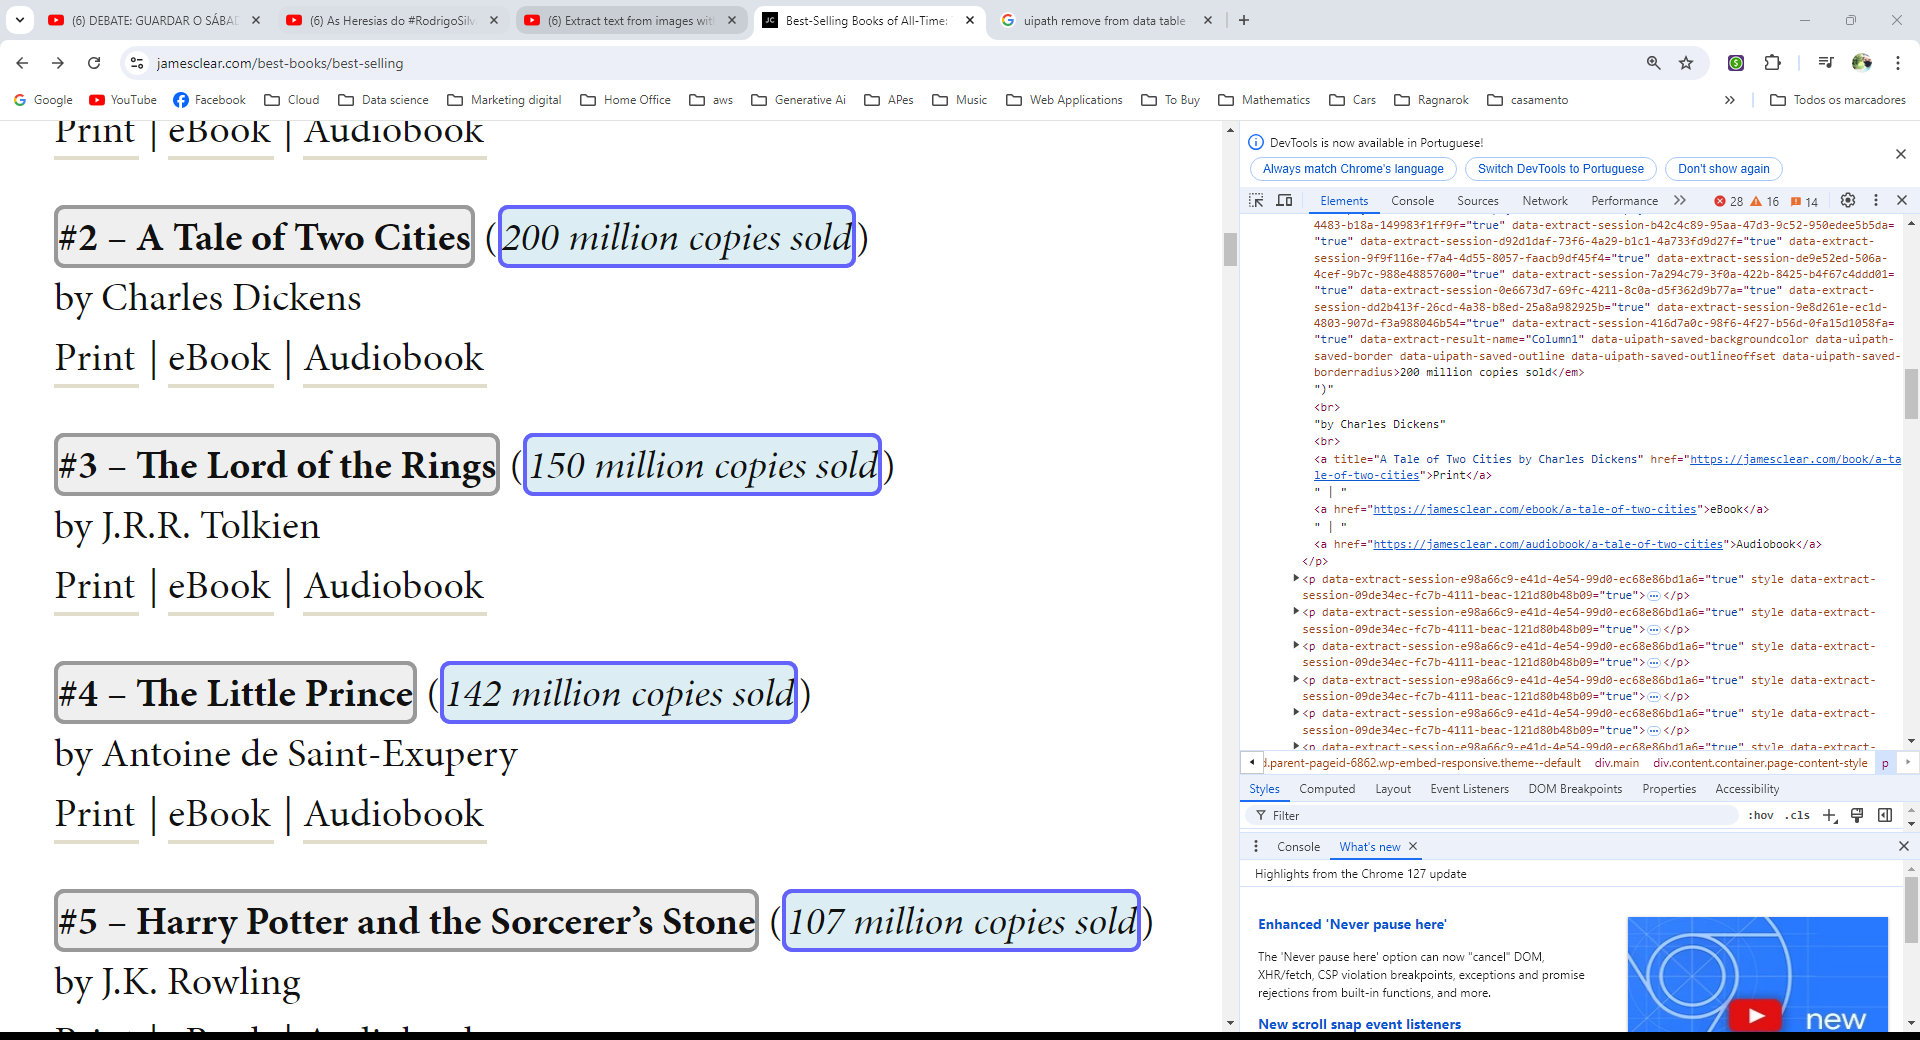 (6) DEBATE: GUARDAR O SÁBAD
(6) As Heresias do #RodrigoSilv
(6) Extract text from images wit
JC
Best-Selling Books of All-Time:
uipath remove from data table
jamesclear.com/best-books/best-selling
Google
YouTube
Facebook
Cloud
Data science
Marketing digital
Home Office
aws
Generative Ai
APes
Music
Web Applications
To Buy
Mathematics
Cars
Ragnarok
casamento
Todos os marcadores
Print | eBook | Audiobook
#2 – A Tale of Two Cities (200 million copies sold)
by Charles Dickens
Print | eBook | Audiobook
#3 – The Lord of the Rings (150 million copies sold)
by J.R.R. Tolkien
Print | eBook | Audiobook
#4 – The Little Prince (142 million copies sold)
by Antoine de Saint-Exupery
Print | eBook | Audiobook
#5 – Harry Potter and the Sorcerer’s Stone (107 million copies sold)
by J.K. Rowling
Print | eBook | Audiobook
DevTools is now available in Portuguese!
Always match Chrome's language
Switch DevTools to Portuguese
Don't show again
Elements
Console
Sources
Network
Performance
28
16
14
4483-b18a-149983f1ff9f="true" data-extract-session-b42c4c89-95aa-47d3-9c52-950edee5b5da=
"true" data-extract-session-d92d1daf-73f6-4a29-b1c1-4a733fd9d27f="true" data-extract-
session-9f9f116e-f7a4-4d55-8057-faacb9df45f4="true" data-extract-session-de9e52ed-506a-
4cef-9b7c-988e48857600="true" data-extract-session-7a294c79-3f0a-422b-8425-b4f67c4ddd01=
"true" data-extract-session-0e6673d7-69fc-4211-8c0a-d5f362d9b77a="true" data-extract-
session-dd2b413f-26cd-4a38-b8ed-25a8a982925b="true" data-extract-session-9e8d261e-ec1d-
4803-907d-f3a988046b54="true" data-extract-session-416d7a0c-98f6-4f27-b56d-0fa15d1058fa=
"true" data-extract-result-name="Column1" data-uipath-saved-backgroundcolor data-uipath-
saved-border data-uipath-saved-outline data-uipath-saved-outlineoffset data-uipath-saved-
borderradius>200 million copies sold</em>
")"
<br>
"by Charles Dickens"
<br>
<a title="A Tale of Two Cities by Charles Dickens" href="https://jamesclear.com/book/a-ta
le-of-two-cities">Print</a>
" | "
<a href="https://jamesclear.com/ebook/a-tale-of-two-cities">eBook</a>
" | "
<a href="https://jamesclear.com/audiobook/a-tale-of-two-cities">Audiobook</a>
</p>
<p data-extract-session-e98a66c9-e41d-4e54-99d0-ec68e86bd1a6="true" style data-extract-
session-09de34ec-fc7b-4111-beac-121d80b48b09="true">…</p>
<p data-extract-session-e98a66c9-e41d-4e54-99d0-ec68e86bd1a6="true" style data-extract-
session-09de34ec-fc7b-4111-beac-121d80b48b09="true">…</p>
<p data-extract-session-e98a66c9-e41d-4e54-99d0-ec68e86bd1a6="true" style data-extract-
session-09de34ec-fc7b-4111-beac-121d80b48b09="true">…</p>
<p data-extract-session-e98a66c9-e41d-4e54-99d0-ec68e86bd1a6="true" style data-extract-
session-09de34ec-fc7b-4111-beac-121d80b48b09="true">…</p>
<p data-extract-session-e98a66c9-e41d-4e54-99d0-ec68e86bd1a6="true" style data-extract-
session-09de34ec-fc7b-4111-beac-121d80b48b09="true">…</p>
<p data-extract-session-e98a66c9-e41d-4e54-99d0-ec68e86bd1a6="true" style data-extract-
d.parent-pageid-6862.wp-embed-responsive.theme--default
div.main
div.content.container.page-content-style
p
Styles
Computed
Layout
Event Listeners
DOM Breakpoints
Properties
Accessibility
Filter
:hov
.cls
Console
What's new
Highlights from the Chrome 127 update
Enhanced 'Never pause here'
The 'Never pause here' option can now "cancel" DOM,
XHR/fetch, CSP violation breakpoints, exceptions and promise
rejections from built-in functions, and more.
New scroll snap event listeners
new